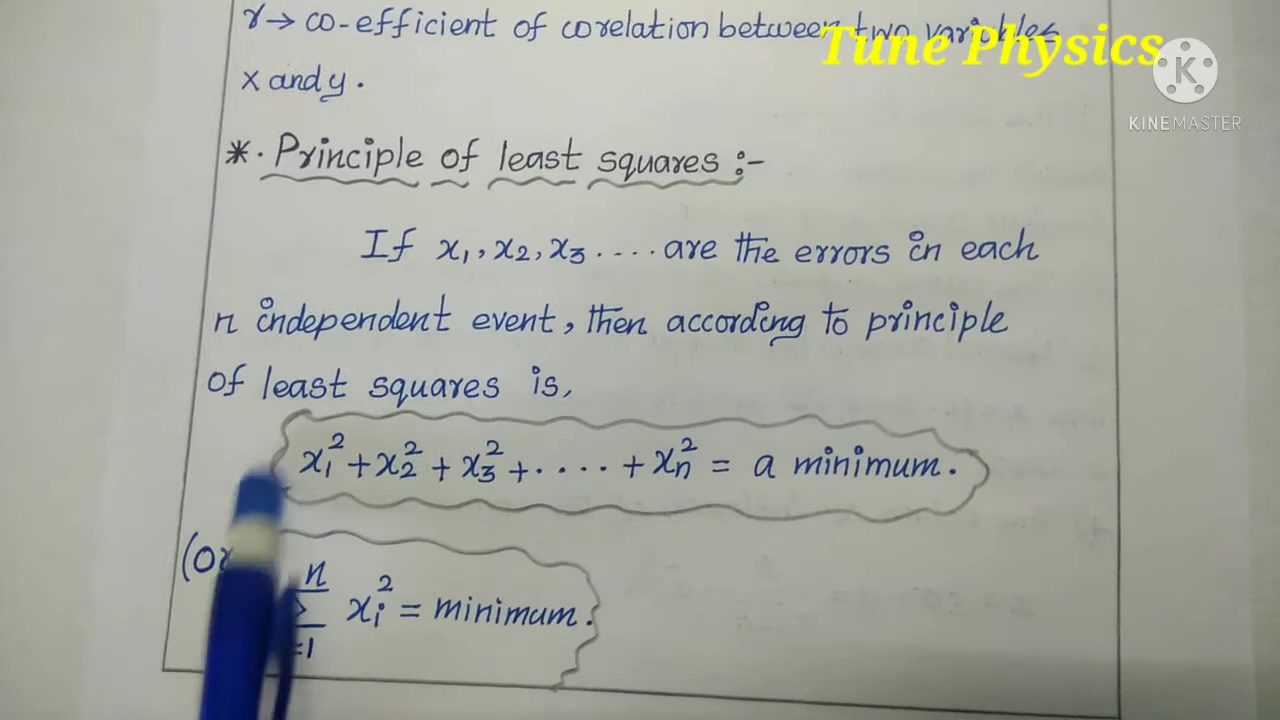 r → co-efficient of corelation between two variables
Tune Physics
K
KINEMASTER
x and y.
*. Principle of least squares :-
If x₁, x₂, x₃ .... are the errors in each
n independent event, then according to principle
of least squares is,
x₁² + x₂² + x₃² + .... + xₙ² = a minimum.
(Or
n
∑ xᵢ² = minimum.
=1